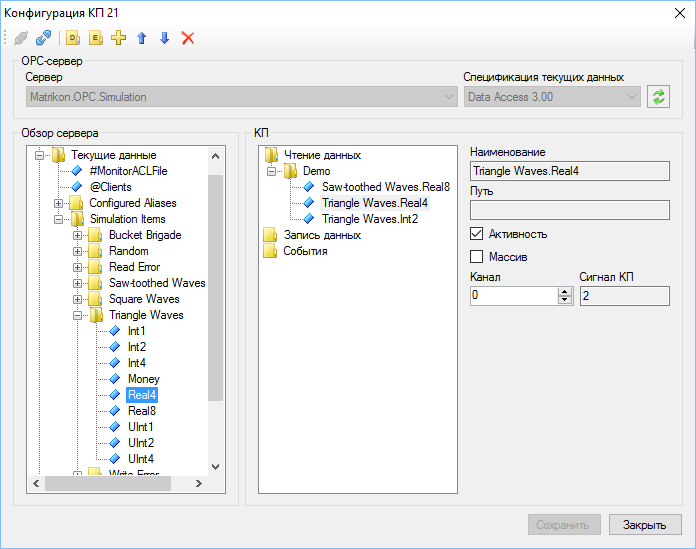 Конфигурация КП 21
D E
OPC-сервер
Сервер
Спецификация текущих данных
Matrikon.OPC.Simulation
Data Access 3.00
Обзор сервера
Текущие данные
#MonitorACLFile
@Clients
Configured Aliases
Simulation Items
Bucket Brigade
Random
Read Error
Saw-toothed Waves
Square Waves
Triangle Waves
Int1
Int2
Int4
Money
Real4
Real8
UInt1
UInt2
UInt4
Write Error
КП
Чтение данных
Demo
Saw-toothed Waves.Real8
Triangle Waves.Real4
Triangle Waves.Int2
Запись данных
События
Наименование
Triangle Waves.Real4
Путь
Активность
Массив
Канал
Сигнал КП
0
2
Сохранить
Закрыть